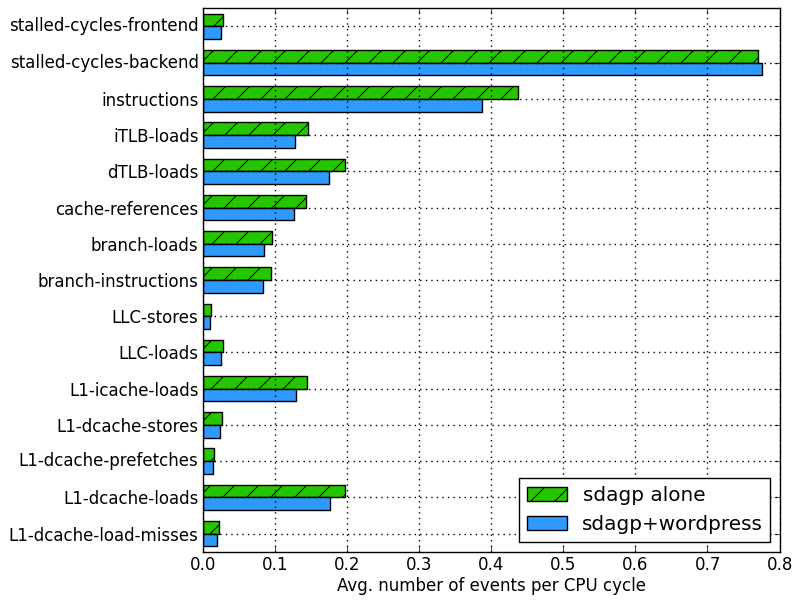 stalled-cycles-frontend
stalled-cycles-backend
instructions
iTLB-loads
dTLB-loads
cache-references
branch-loads
branch-instructions
LLC-stores
LLC-loads
L1-icache-loads
L1-dcache-stores
L1-dcache-prefetches
L1-dcache-loads
L1-dcache-load-misses
sdagp alone
sdagp+wordpress
0.0 0.1 0.2 0.3 0.4 0.5 0.6 0.7 0.8
Avg. number of events per CPU cycle